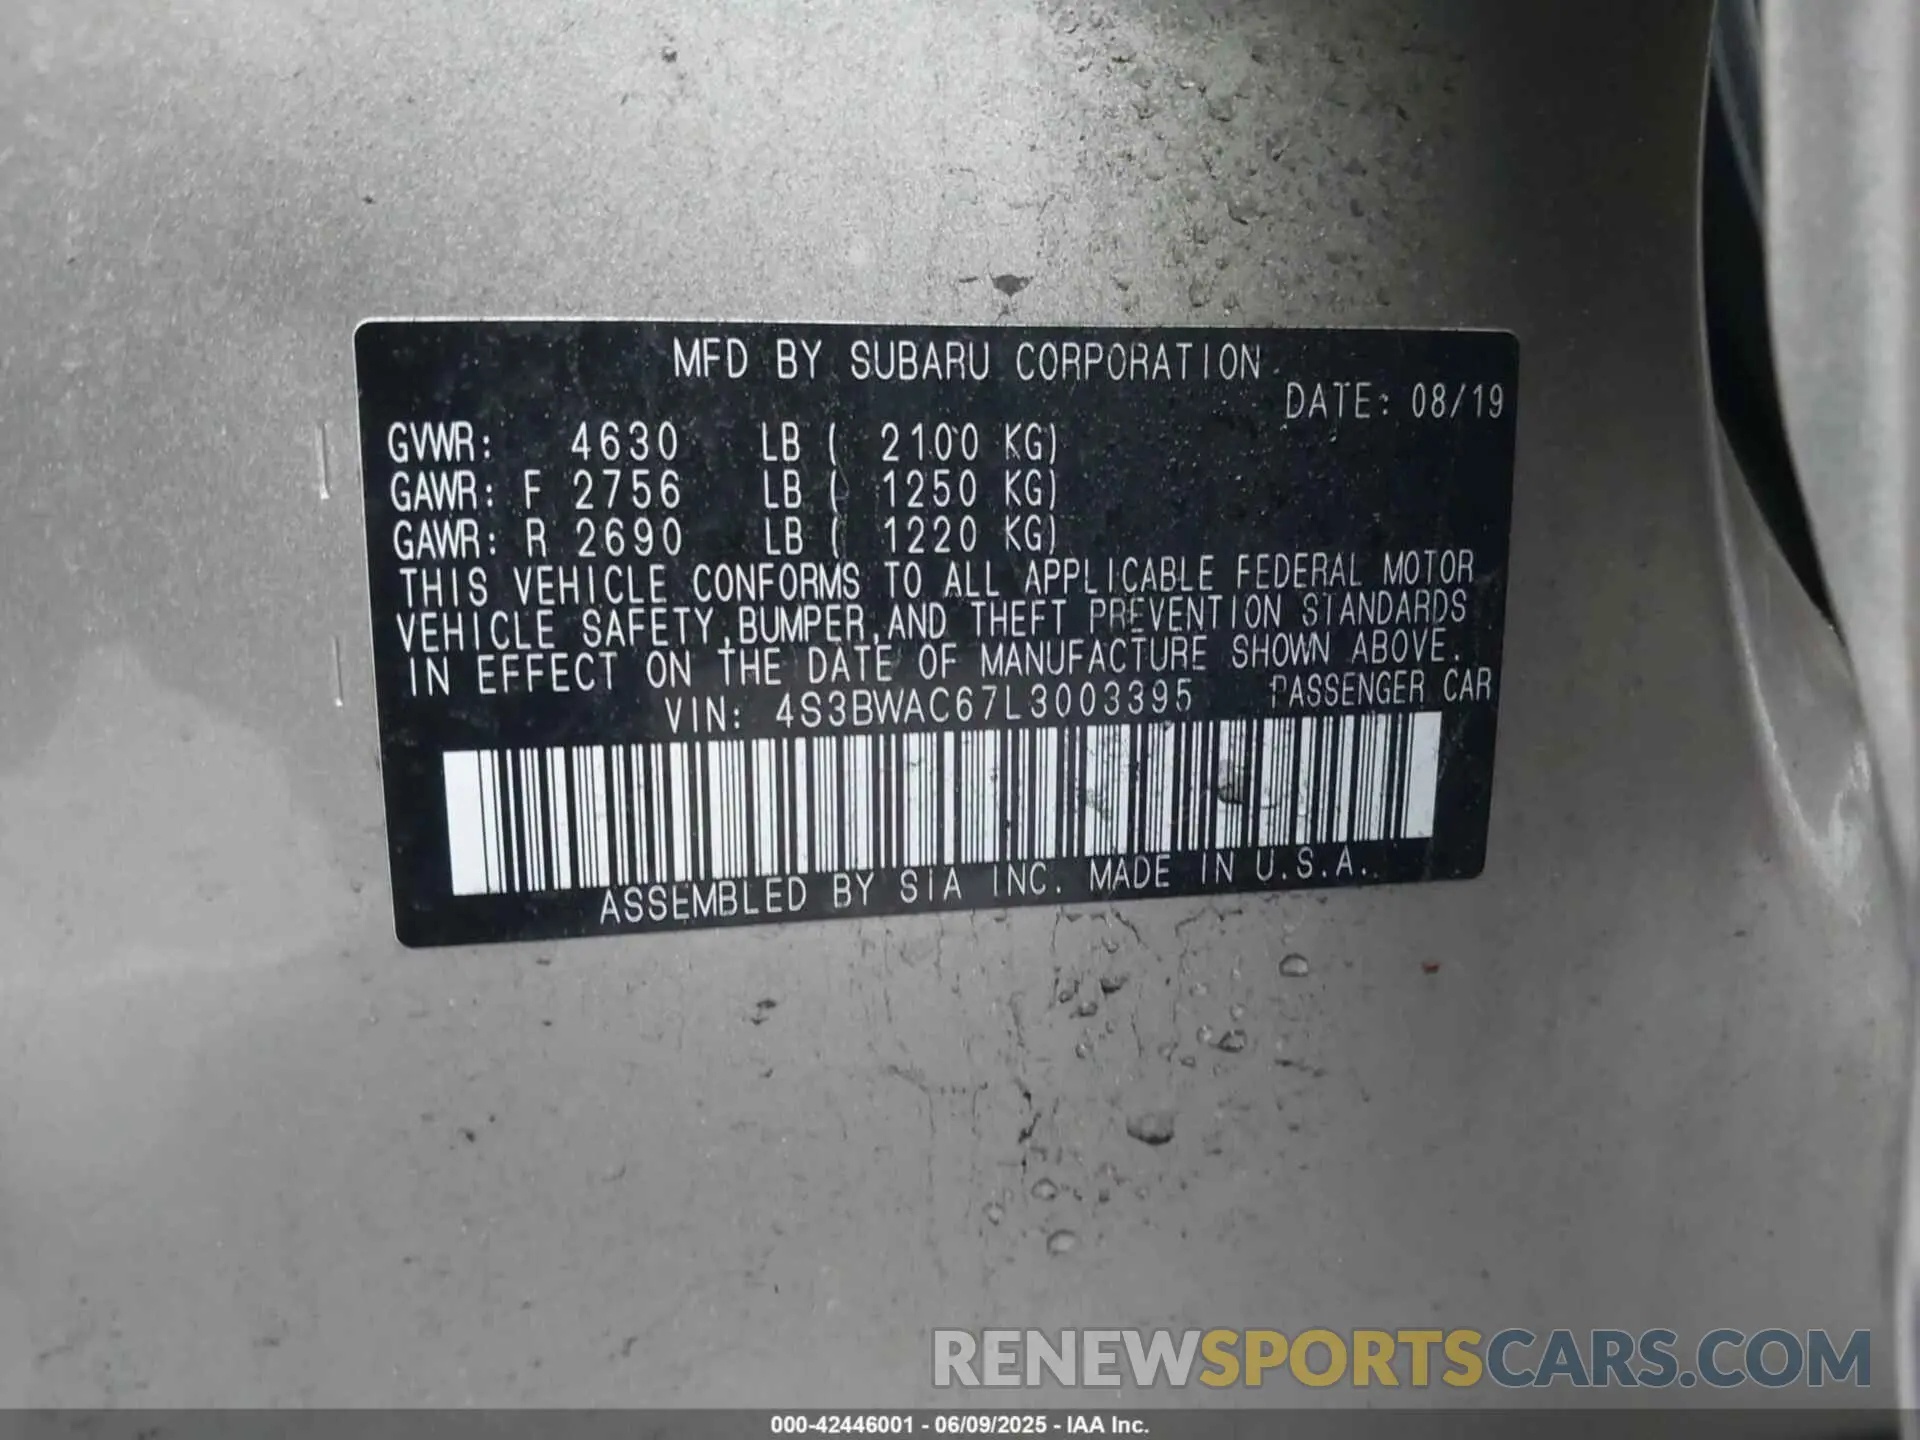 MFD BY SUBARU CORPORATION
DATE: 08/19
GVWR: 4630 LB ( 2100 KG)
GAWR: F 2756 LB ( 1250 KG)
GAWR: R 2690 LB ( 1220 KG)
THIS VEHICLE CONFORMS TO ALL APPLICABLE FEDERAL MOTOR
VEHICLE SAFETY,BUMPER,AND THEFT PREVENTION STANDARDS
IN EFFECT ON THE DATE OF MANUFACTURE SHOWN ABOVE.
VIN: 4S3BWAC67L3003395 PASSENGER CAR
ASSEMBLED BY SIA INC. MADE IN U.S.A.
RENEWSPORTSCARS.COM
000-42446001 - 06/09/2025 - IAA Inc.